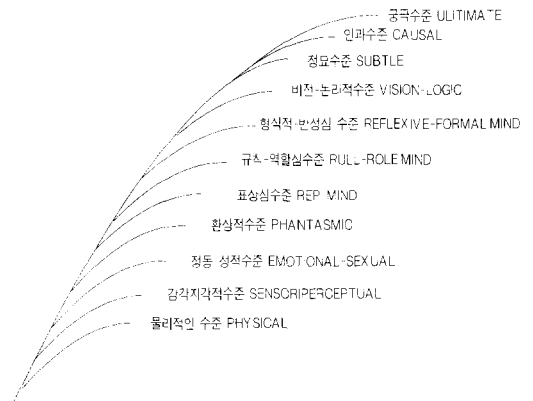 궁극수준 ULITIMATE
인과수준 CAUSAL
정묘수준 SUBTLE
비전-논리적수준 VISION-LOGIC
형식적-반성심 수준 REFLEXIVE-FORMAL MIND
규칙-역할심수준 RULE-ROLE MIND
표상심수준 REP MIND
환상적수준 PHANTASMIC
정동 성적수준 EMOTIONAL-SEXUAL
감각지각적수준 SENSORIPERCEPTUAL
물리적인 수준 PHYSICAL